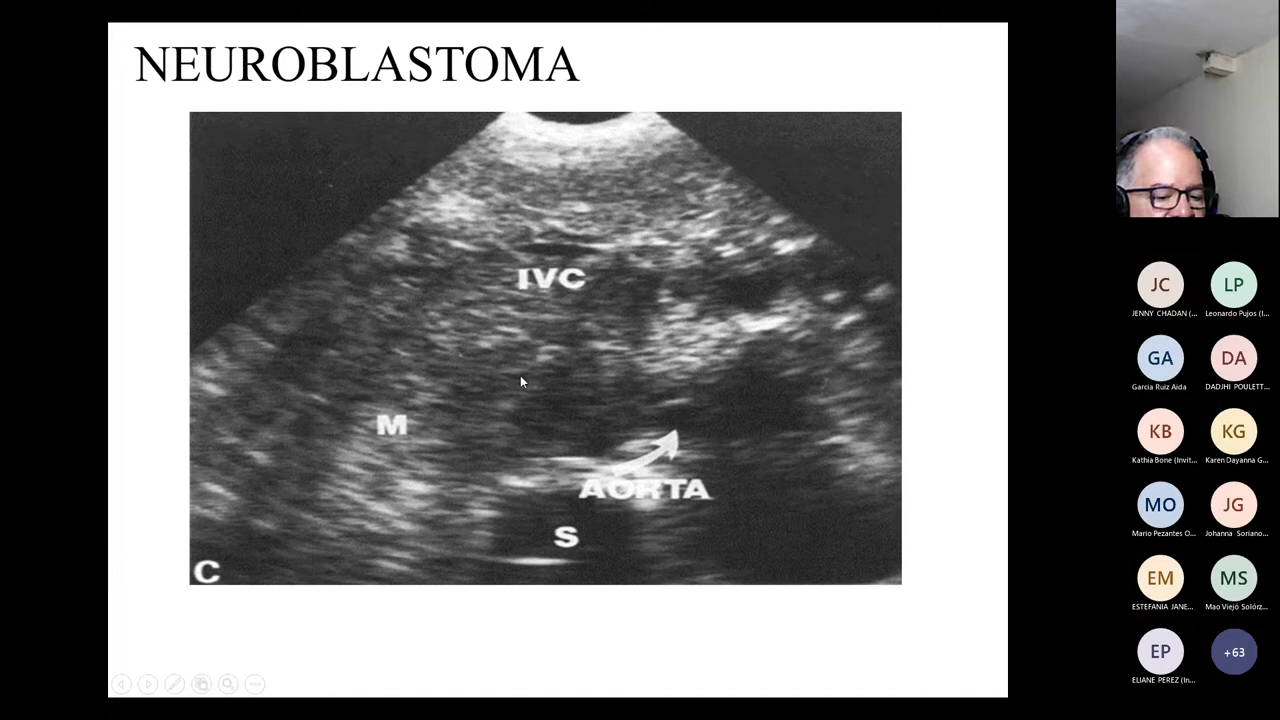 NEUROBLASTOMA
IVC
M
AORTA
S
C
JC
LP
JENNY CHADAN (...
Leonardo Pujos (I...
GA
DA
Garcia Ruiz Aida
DADJHI POULETT...
KB
KG
Kathia Bone (Invit...
Karen Dayanna G...
MO
JG
Mario Pezantes O...
Johanna Soriano...
EM
MS
ESTEFANIA JANE...
Mao Viejó Solórz...
EP
+63
ELIANE PEREZ (In...